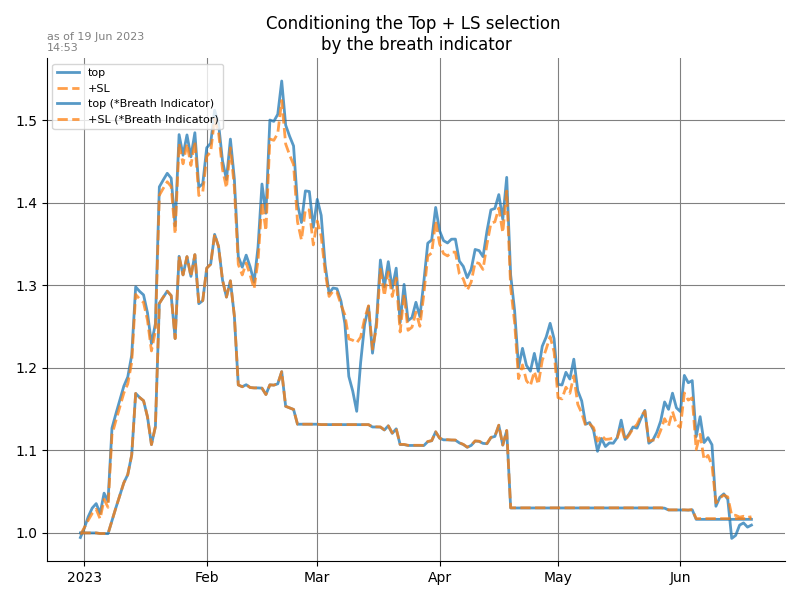 Conditioning the Top + LS selection
by the breath indicator
as of 19 Jun 2023
14:53
top
+SL
top (*Breath Indicator)
+SL (*Breath Indicator)
1.5
1.4
1.3
1.2
1.1
1.0
2023 Feb Mar Apr May Jun